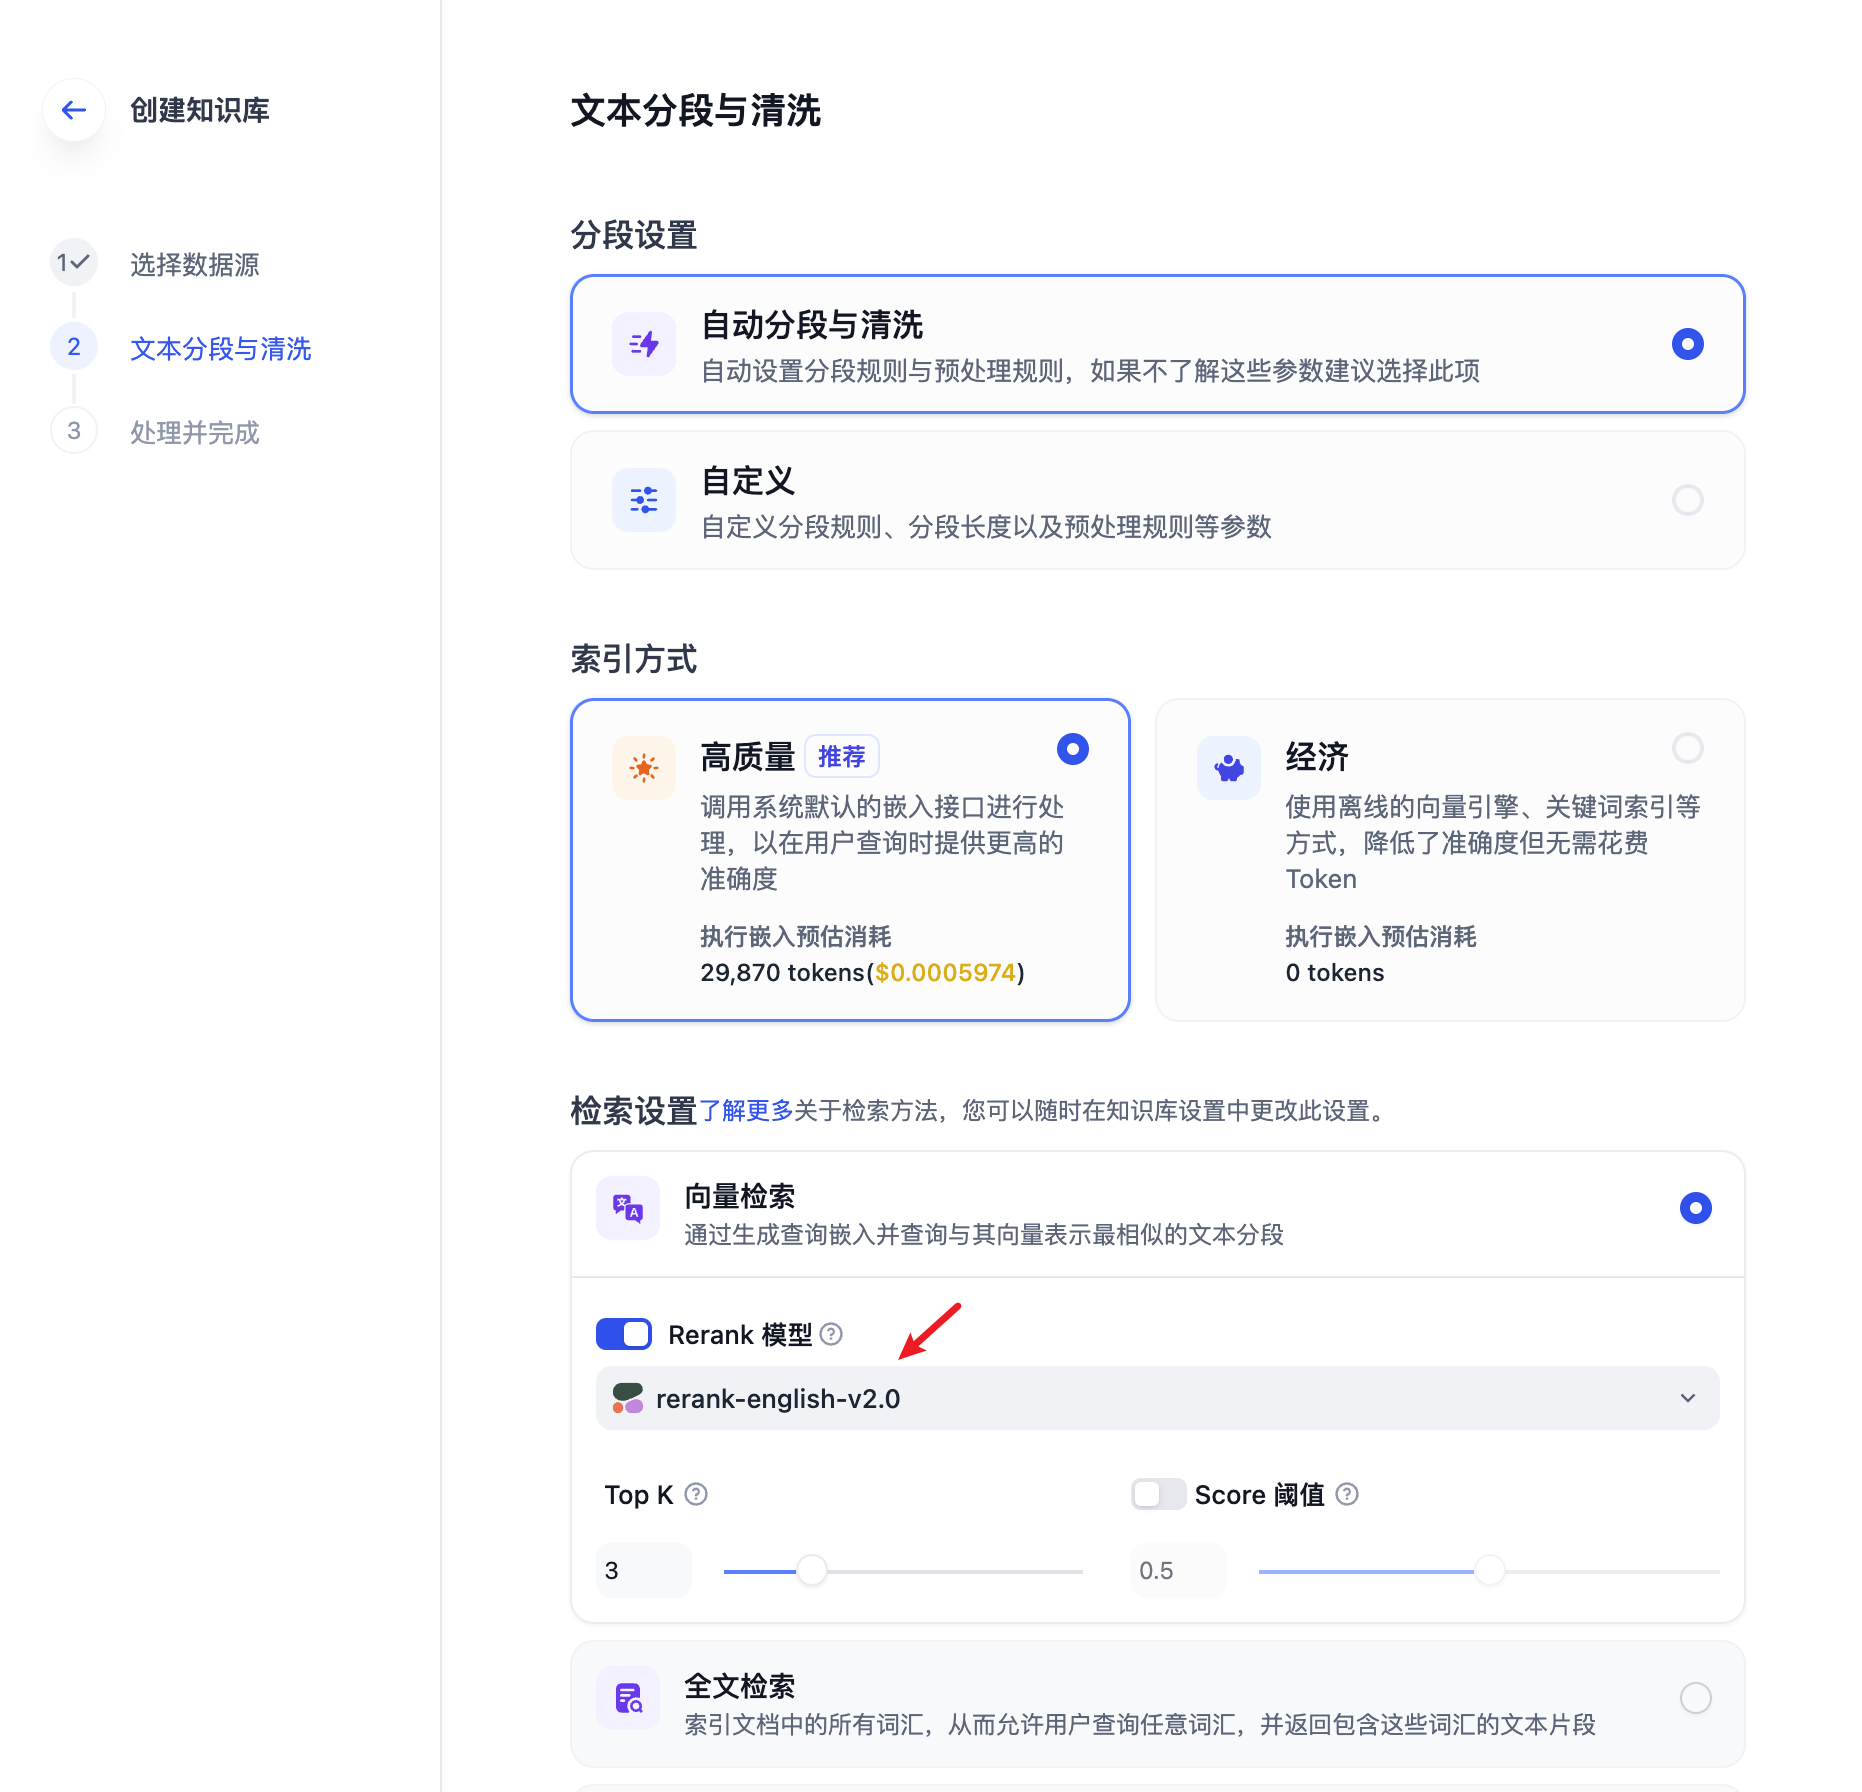 创建知识库
1
选择数据源
2
文本分段与清洗
3
处理并完成
文本分段与清洗
分段设置
自动分段与清洗
自动设置分段规则与预处理规则，如果不了解这些参数建议选择此项
自定义
自定义分段规则、分段长度以及预处理规则等参数
索引方式
高质量 推荐
调用系统默认的嵌入接口进行处
理，以在用户查询时提供更高的
准确度
执行嵌入预估消耗
29,870 tokens($0.0005974)
经济
使用离线的向量引擎、关键词索引等
方式，降低了准确度但无需花费
Token
执行嵌入预估消耗
0 tokens
检索设置了解更多关于检索方法，您可以随时在知识库设置中更改此设置。
向量检索
通过生成查询嵌入并查询与其向量表示最相似的文本分段
Rerank 模型
rerank-english-v2.0
Top K
3
Score 阈值
0.5
全文检索
索引文档中的所有词汇，从而允许用户查询任意词汇，并返回包含这些词汇的文本片段